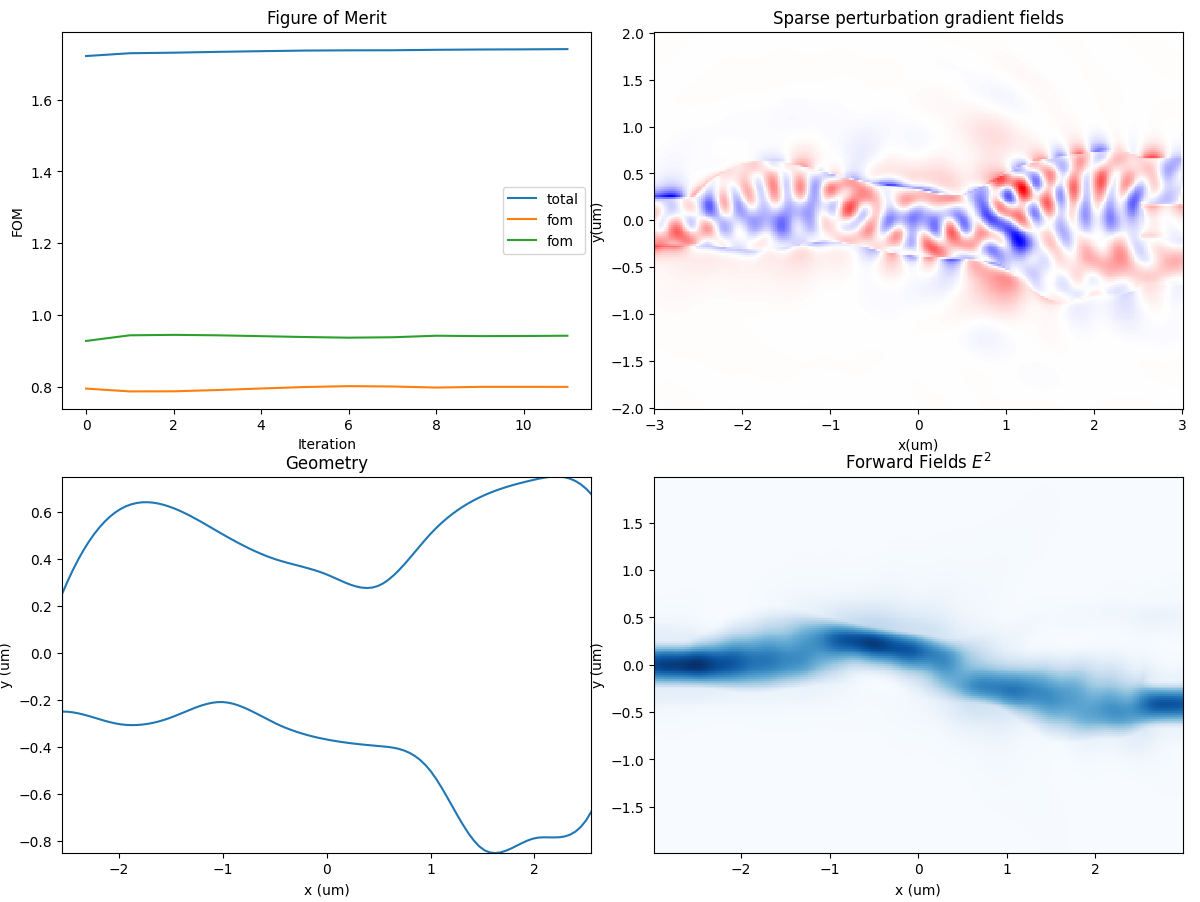 Figure of Merit
1.6
1.4
1.2
1.0
0.8
FOM
total
fom
fom
0 2 4 6 8 10
Iteration
Sparse perturbation gradient fields
2.0
1.5
1.0
0.5
0.0
−0.5
−1.0
−1.5
−2.0
y(um)
−3 −2 −1 0 1 2 3
x(um)
Geometry
0.6
0.4
0.2
0.0
−0.2
−0.4
−0.6
−0.8
y (um)
−2 −1 0 1 2
x (um)
Forward Fields E²
1.5
1.0
0.5
0.0
−0.5
−1.0
−1.5
y (um)
−2 −1 0 1 2
x (um)